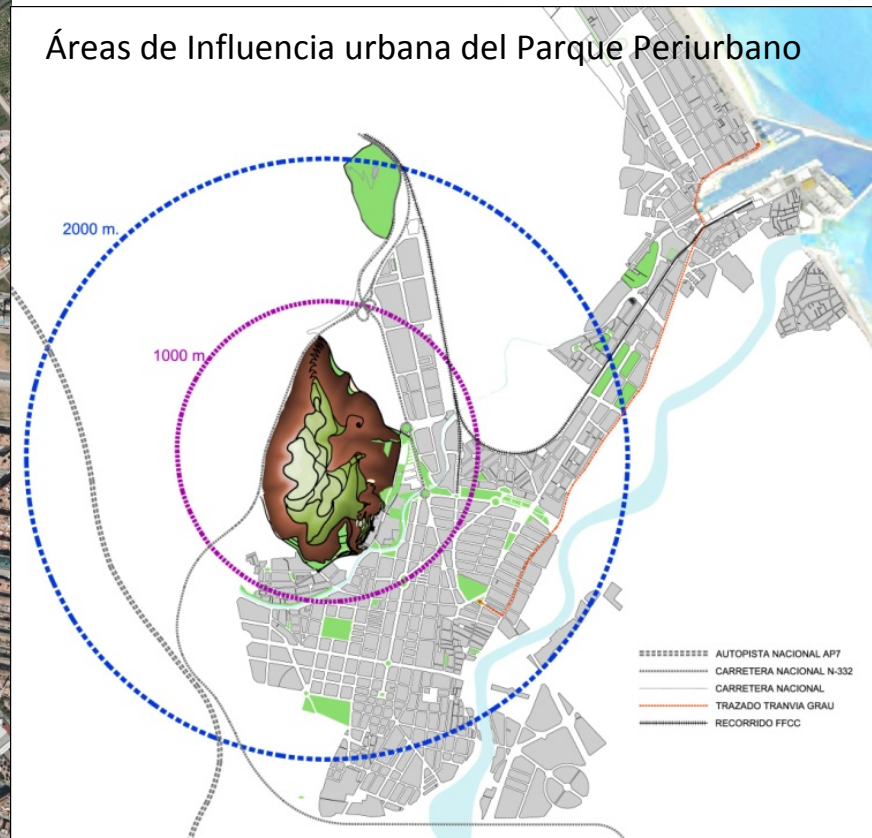 Áreas de Influencia urbana del Parque Periurbano
2000 m.
1000 m.
AUTOPISTA NACIONAL AP7
CARRETERA NACIONAL N-332
CARRETERA NACIONAL
TRAZADO TRANVIA GRAU
RECORRIDO FFCC